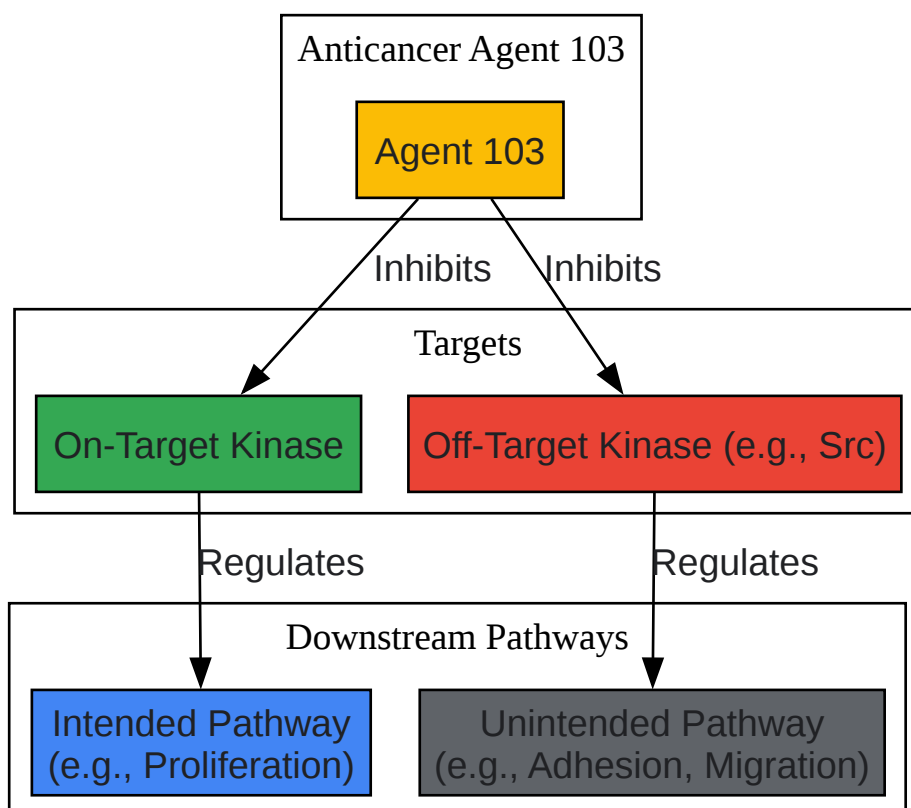 Anticancer Agent 103
Agent 103
Inhibits
Inhibits
Targets
On-Target Kinase
Off-Target Kinase (e.g., Src)
Regulates
Regulates
Downstream Pathways
Intended Pathway
(e.g., Proliferation)
Unintended Pathway
(e.g., Adhesion, Migration)